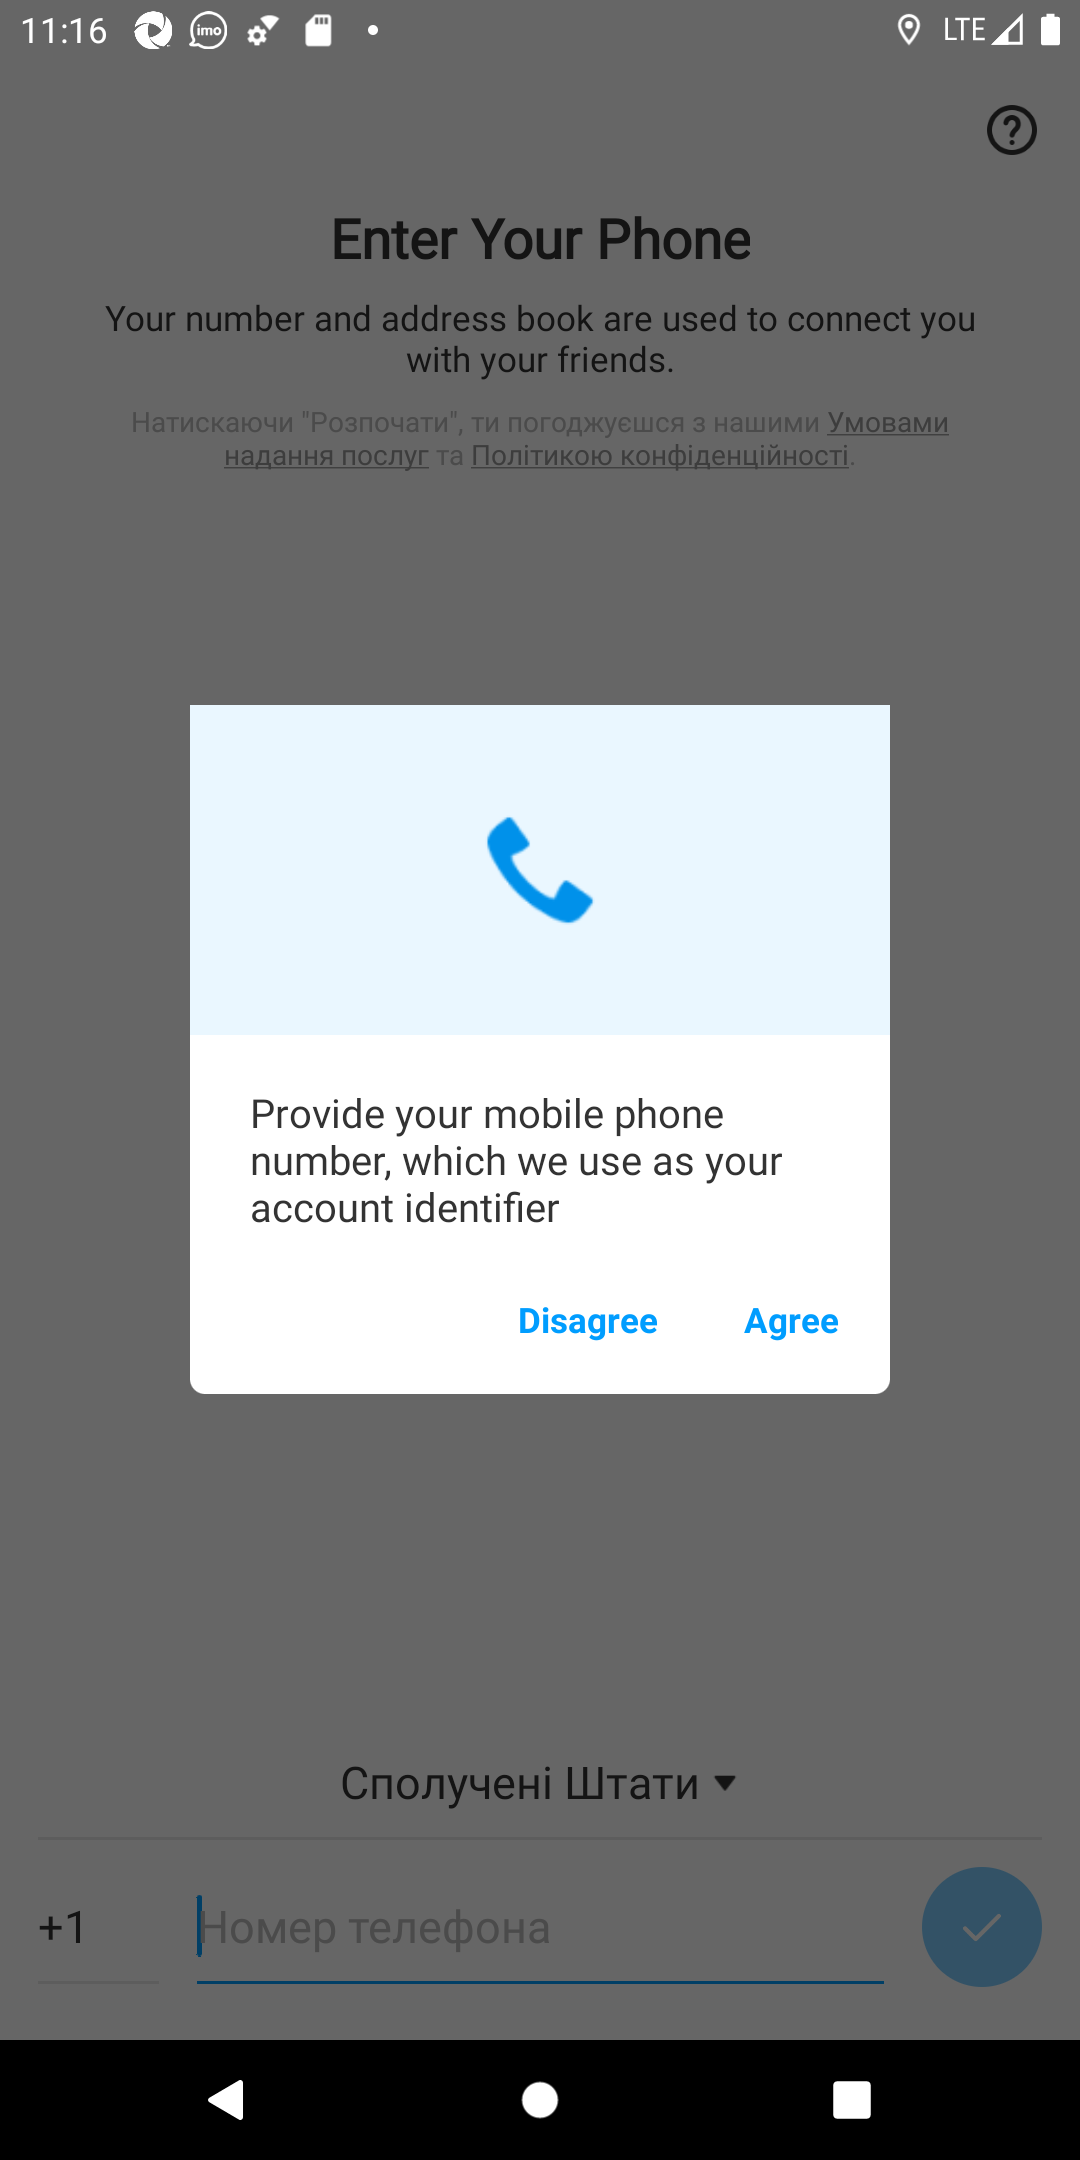 11:16
imo
LTE
Enter Your Phone
Your number and address book are used to connect you
with your friends.
Натискаючи "Розпочати", ти погоджуєшся з нашими Умовами
надання послуг та Політикою конфіденційності.
Provide your mobile phone
number, which we use as your
account identifier
Disagree Agree
Сполучені Штати
+1 Номер телефона